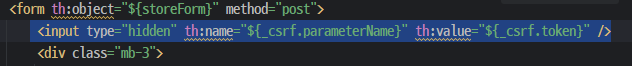 <form th:object="${storeForm}" method="post">
<input type="hidden" th:name="${_csrf.parameterName}" th:value="${_csrf.token}" />
<div class="mb-3">